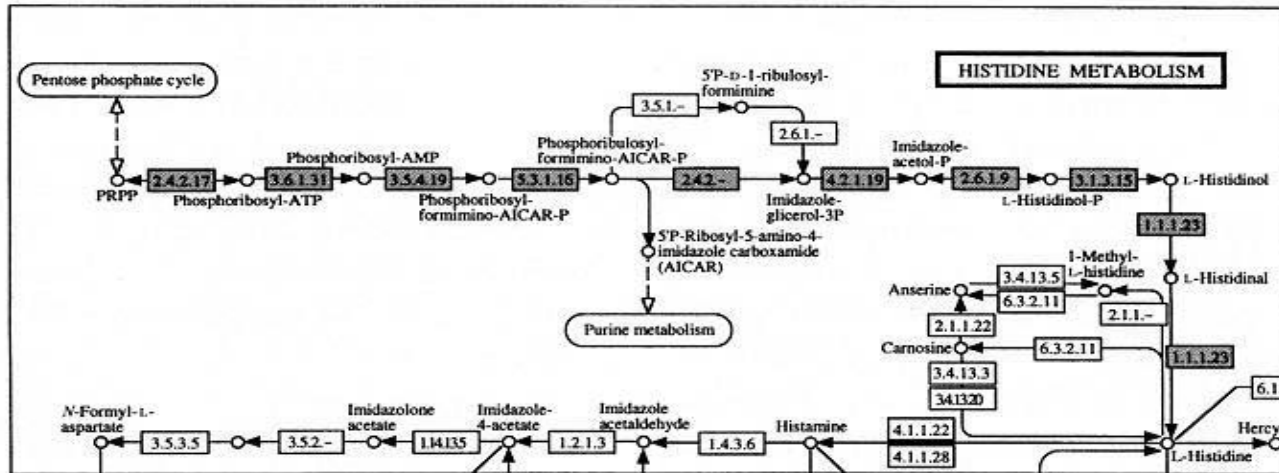 HISTIDINE METABOLISM
Pentose phosphate cycle
5'P-D-1-ribulosyl-
formimine
3.5.1.–
2.6.1.–
Phosphoribosyl-AMP
Phosphoribulosyl-
formimino-AICAR-P
Imidazole-
acetol-P
PRPP
2.4.2.17
3.6.1.31
3.5.4.19
5.3.1.16
2.4.2.–
4.2.1.19
2.6.1.9
3.1.3.15
L-Histidinol
Phosphoribosyl-ATP
Phosphoribosyl-
formimino-AICAR-P
Imidazole-
glicerol-3P
L-Histidinol-P
1.1.1.23
5'P-Ribosyl-5-amino-4-
imidazole carboxamide
(AICAR)
1-Methyl-
L-histidine
L-Histidinal
Anserine
3.4.13.5
6.3.2.11
2.1.1.–
2.1.1.22
Purine metabolism
Carnosine
6.3.2.11
1.1.1.23
3.4.13.3
3.4.13.20
6.1
N-Formyl-L-
aspartate
Imidazolone
acetate
Imidazole-
4-acetate
Imidazole
acetaldehyde
Histamine
3.5.3.5
3.5.2.–
1.14.13.5
1.2.1.3
1.4.3.6
4.1.1.22
4.1.1.28
L-Histidine
Hercy